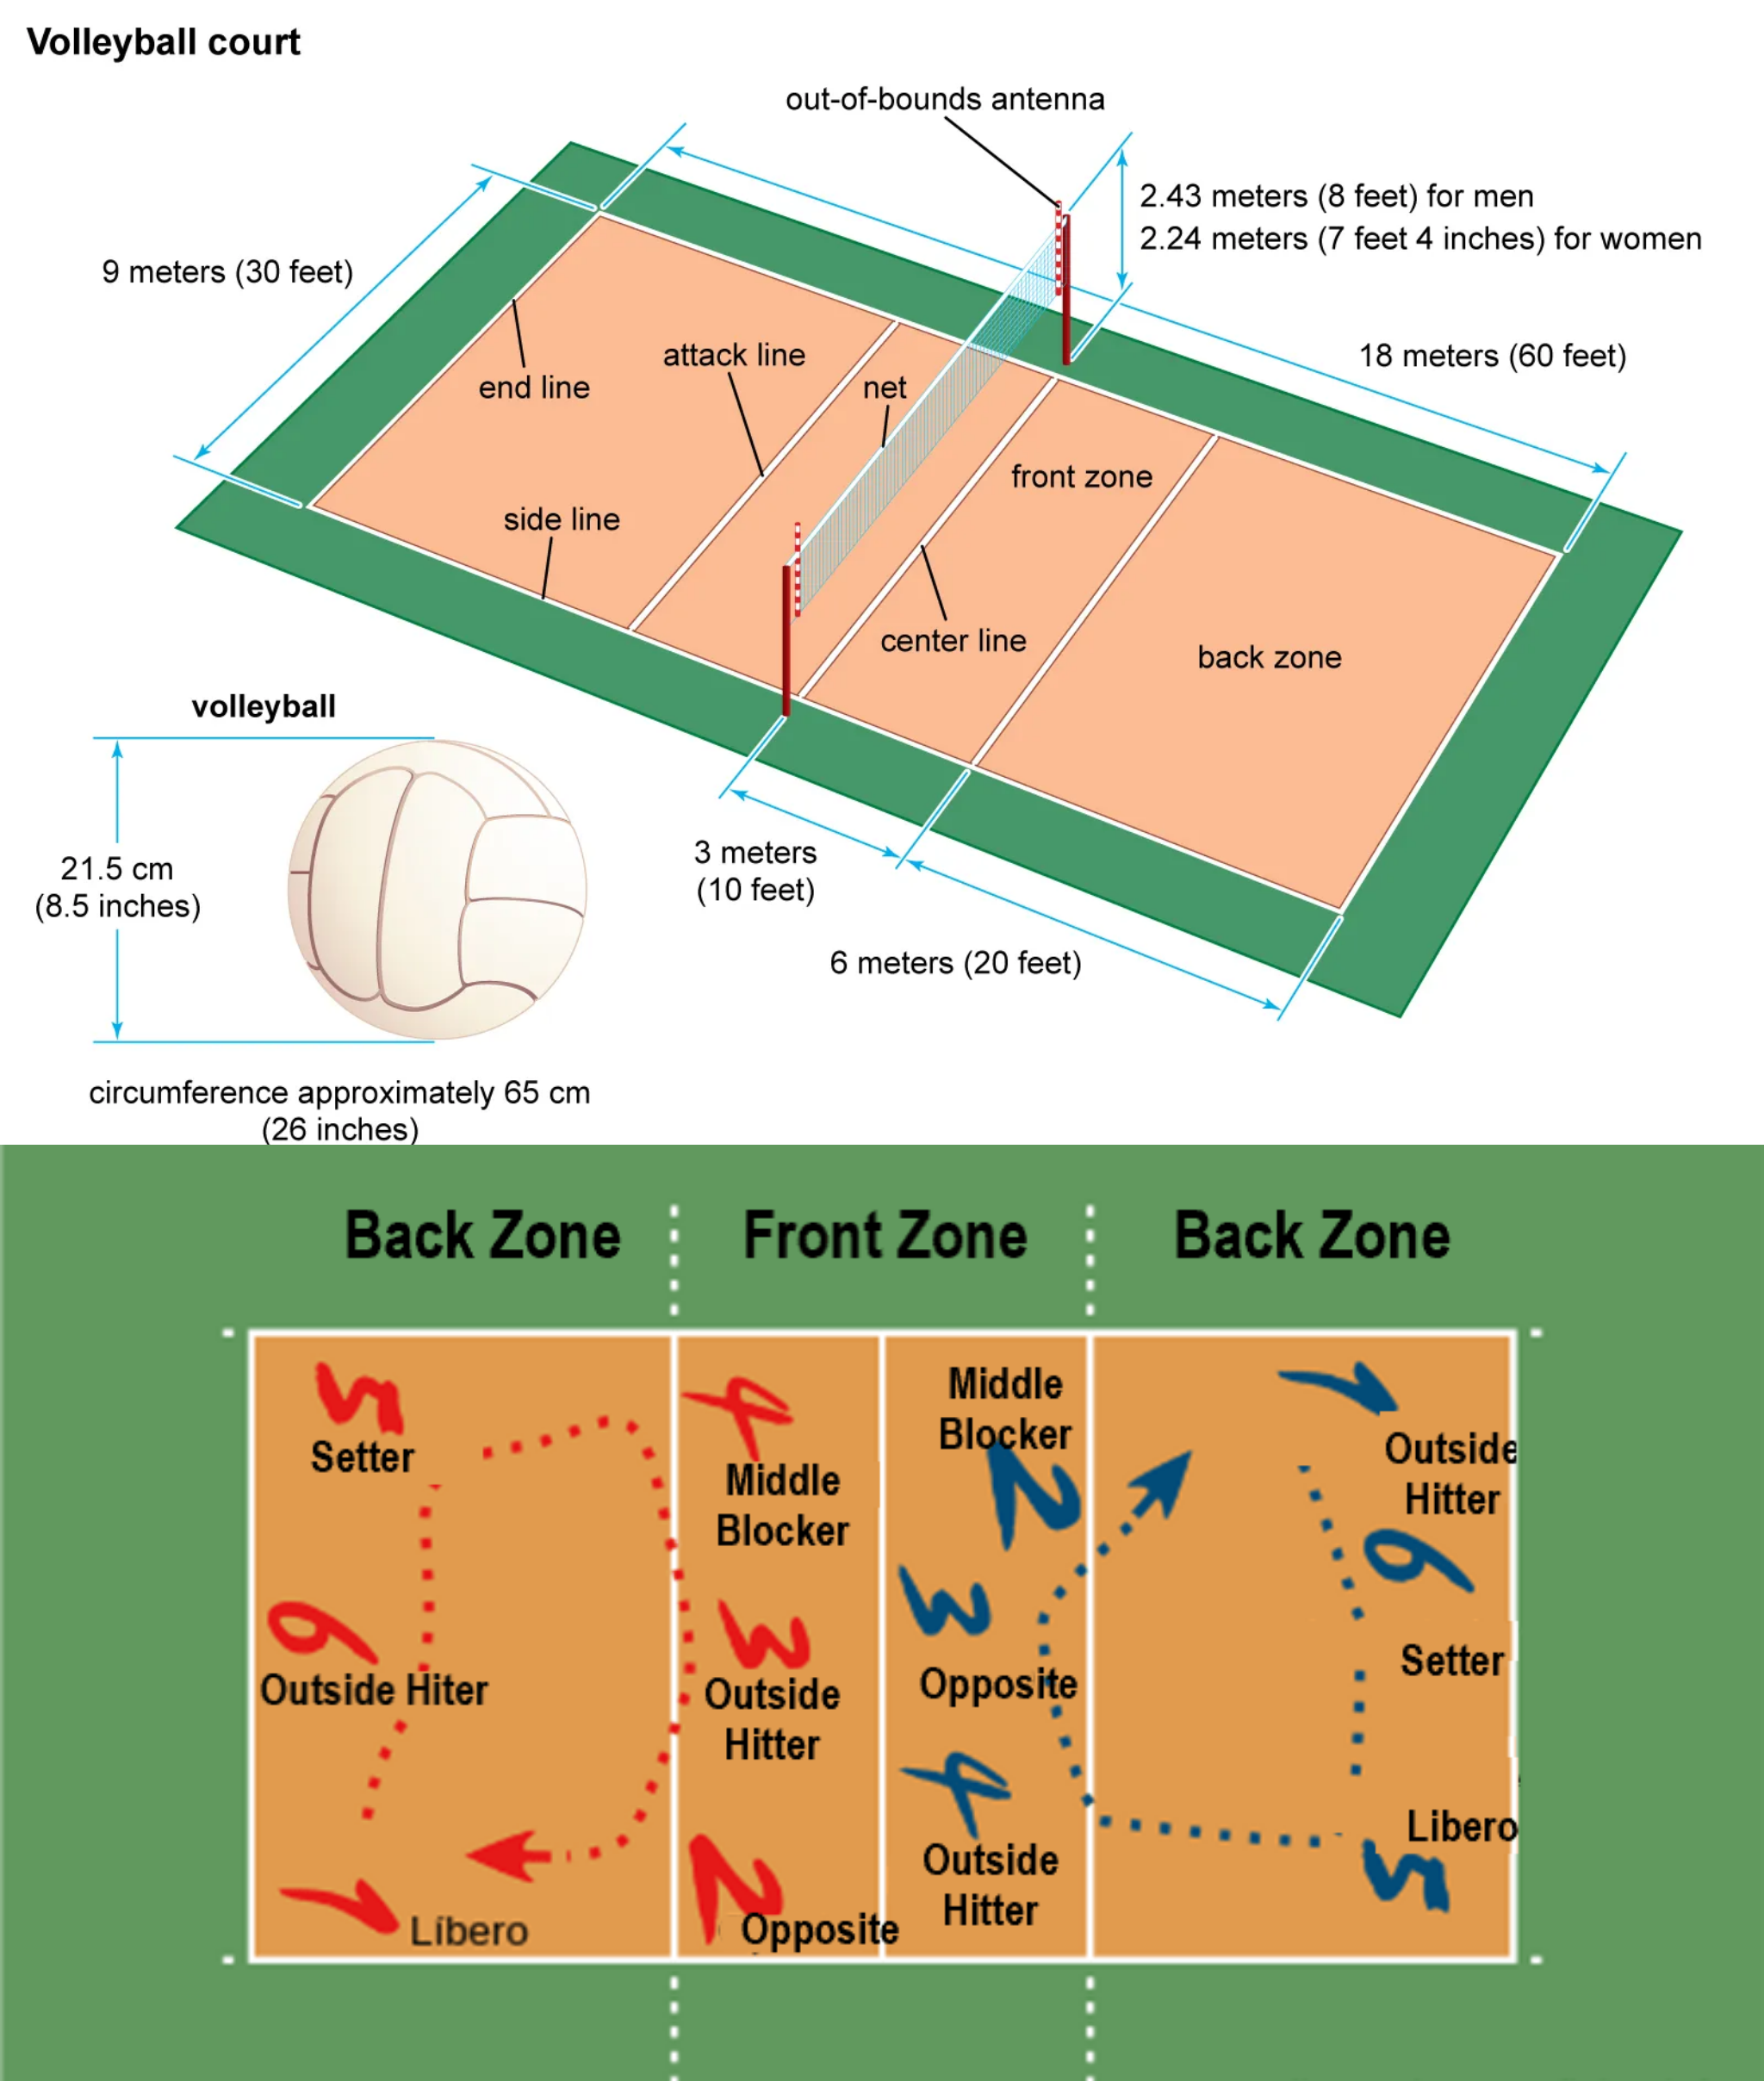 Volleyball court
out-of-bounds antenna
2.43 meters (8 feet) for men
2.24 meters (7 feet 4 inches) for women
9 meters (30 feet)
18 meters (60 feet)
attack line
end line
net
front zone
side line
center line
back zone
volleyball
21.5 cm
(8.5 inches)
3 meters
(10 feet)
6 meters (20 feet)
circumference approximately 65 cm
(26 inches)
Back Zone
Front Zone
Back Zone
5
Setter
4
Middle
Blocker
Middle
Blocker
2
1
Outside
Hitter
6
Outside Hiter
3
Outside
Hitter
3
Opposite
6
Setter
1
Líbero
2
Opposite
4
Outside
Hitter
Libero
5